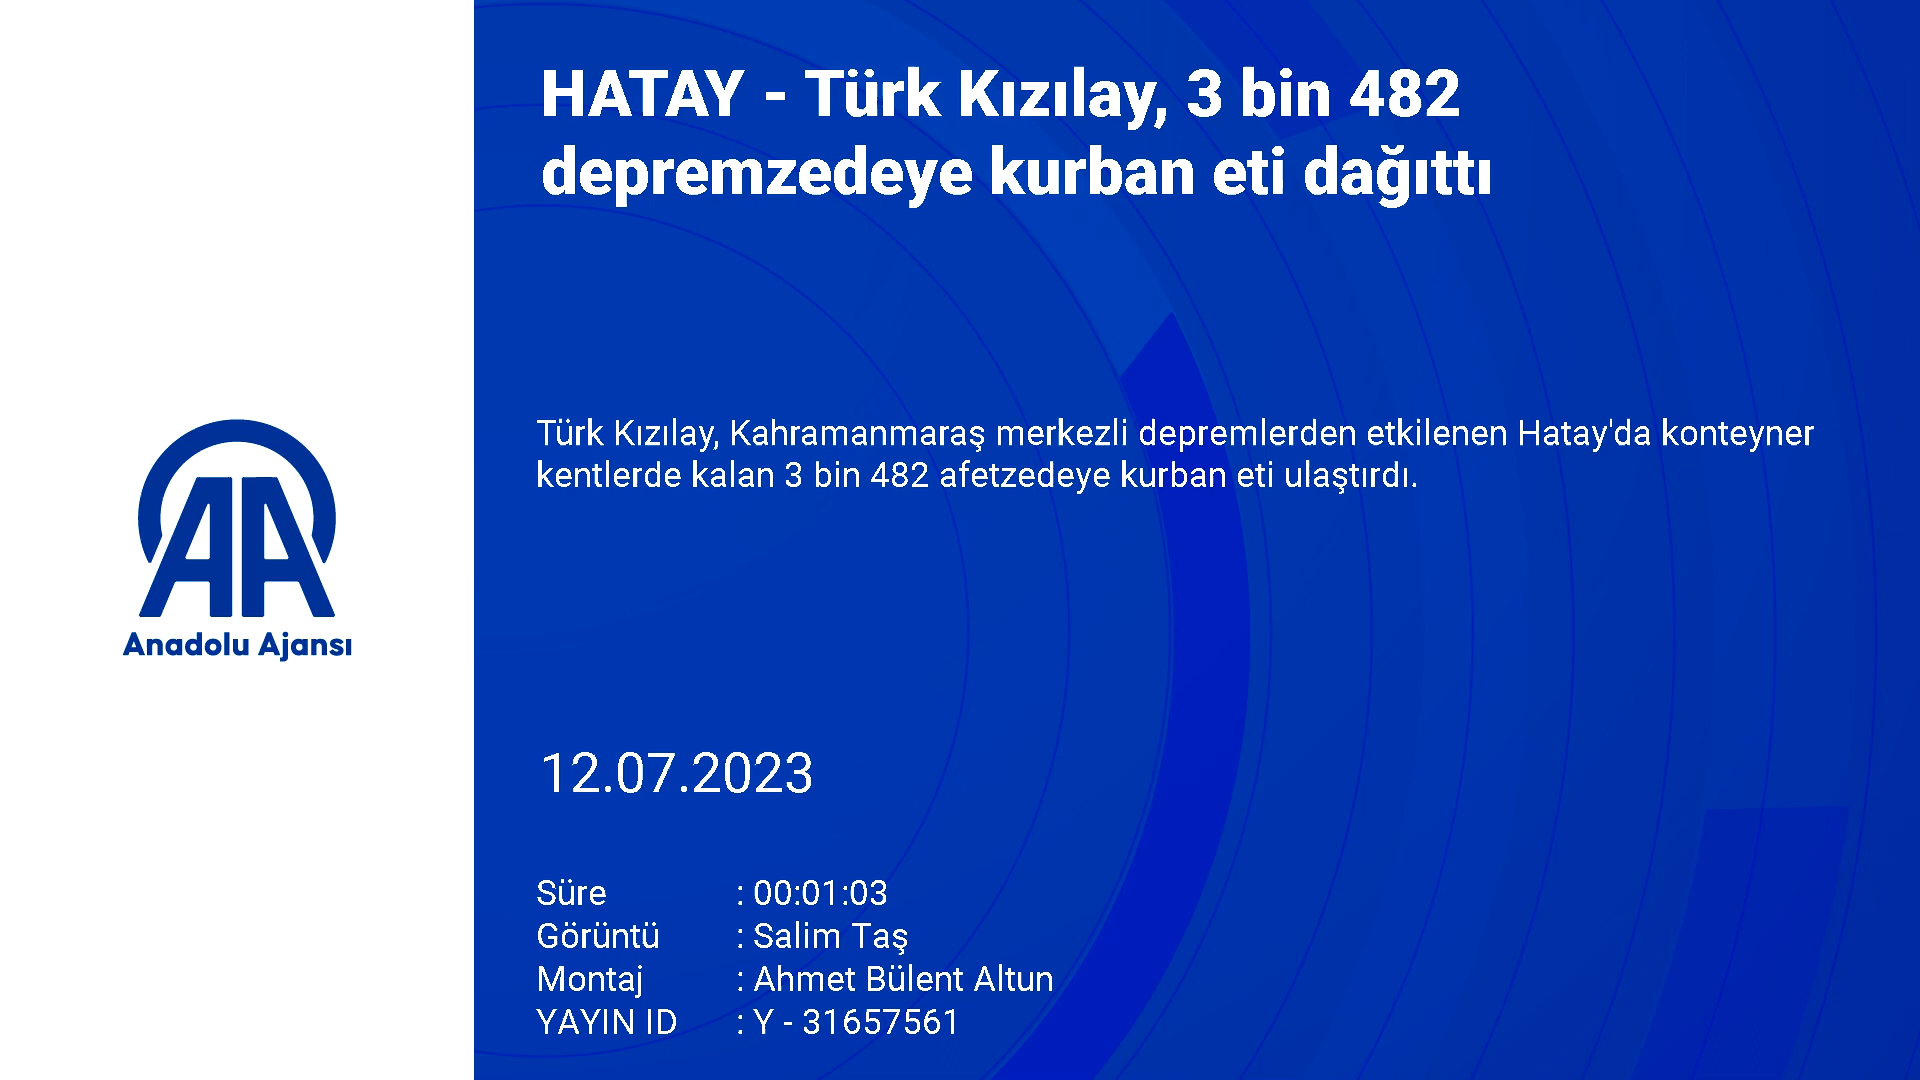 HATAY - Türk Kızılay, 3 bin 482
depremzedeye kurban eti dağıttı
Türk Kızılay, Kahramanmaraş merkezli depremlerden etkilenen Hatay'da konteyner
kentlerde kalan 3 bin 482 afetzedeye kurban eti ulaştırdı.
AA
Anadolu Ajansı
12.07.2023
Süre : 00:01:03
Görüntü : Salim Taş
Montaj : Ahmet Bülent Altun
YAYIN ID : Y - 31657561